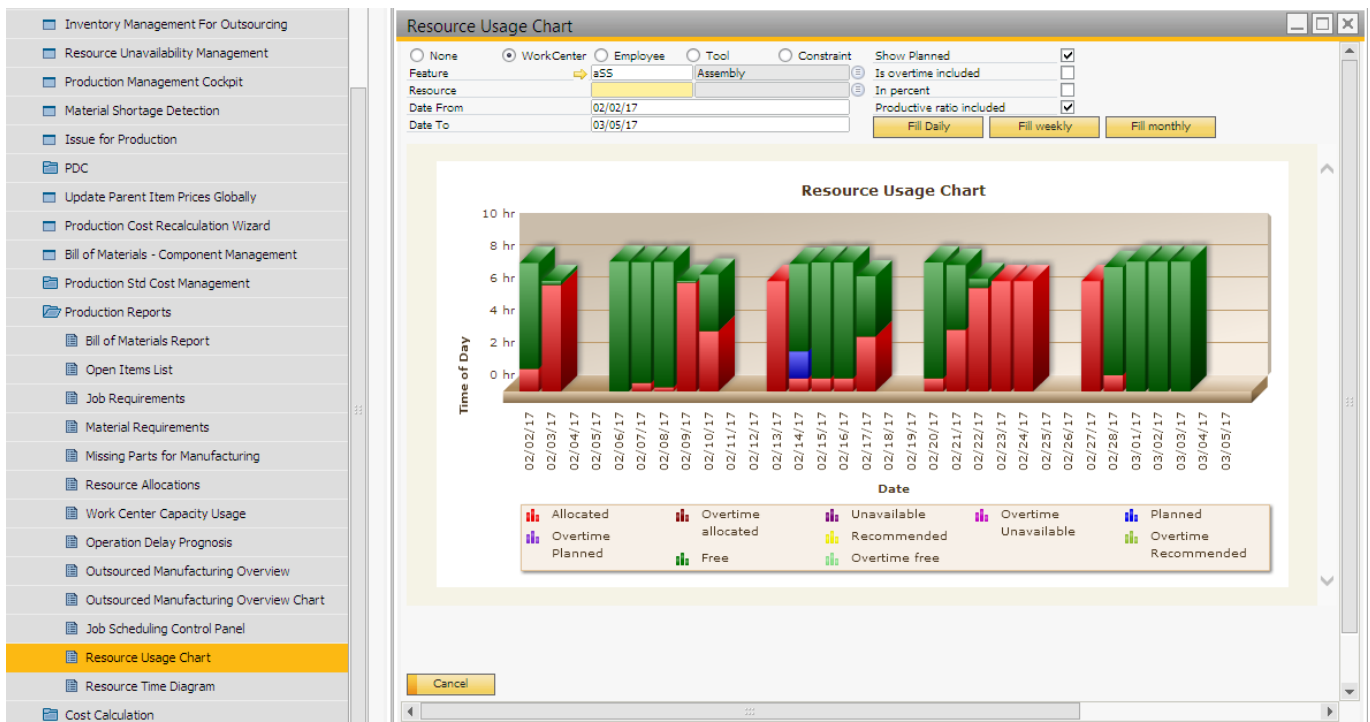 Inventory Management For Outsourcing
Resource Unavailability Management
Production Management Cockpit
Material Shortage Detection
Issue for Production
PDC
Update Parent Item Prices Globally
Production Cost Recalculation Wizard
Bill of Materials - Component Management
Production Std Cost Management
Production Reports
Bill of Materials Report
Open Items List
Job Requirements
Material Requirements
Missing Parts for Manufacturing
Resource Allocations
Work Center Capacity Usage
Operation Delay Prognosis
Outsourced Manufacturing Overview
Outsourced Manufacturing Overview Chart
Job Scheduling Control Panel
Resource Usage Chart
Resource Time Diagram
Cost Calculation
Resource Usage Chart
None WorkCenter Employee Tool Constraint Show Planned
Feature aSS Assembly Is overtime included
Resource In percent
Date From 02/02/17 Productive ratio included
Date To 03/05/17 Fill Daily Fill weekly Fill monthly
Resource Usage Chart
10 hr
8 hr
6 hr
4 hr
2 hr
0 hr
Time of Day
02/02/17
02/03/17
02/04/17
02/05/17
02/06/17
02/07/17
02/08/17
02/09/17
02/10/17
02/11/17
02/12/17
02/13/17
02/14/17
02/15/17
02/16/17
02/17/17
02/18/17
02/19/17
02/20/17
02/21/17
02/22/17
02/23/17
02/24/17
02/25/17
02/26/17
02/27/17
02/28/17
03/01/17
03/02/17
03/03/17
03/04/17
03/05/17
Date
Allocated
Overtime allocated
Unavailable
Overtime Unavailable
Planned
Overtime Planned
Free
Recommended
Overtime free
Overtime Recommended
Cancel